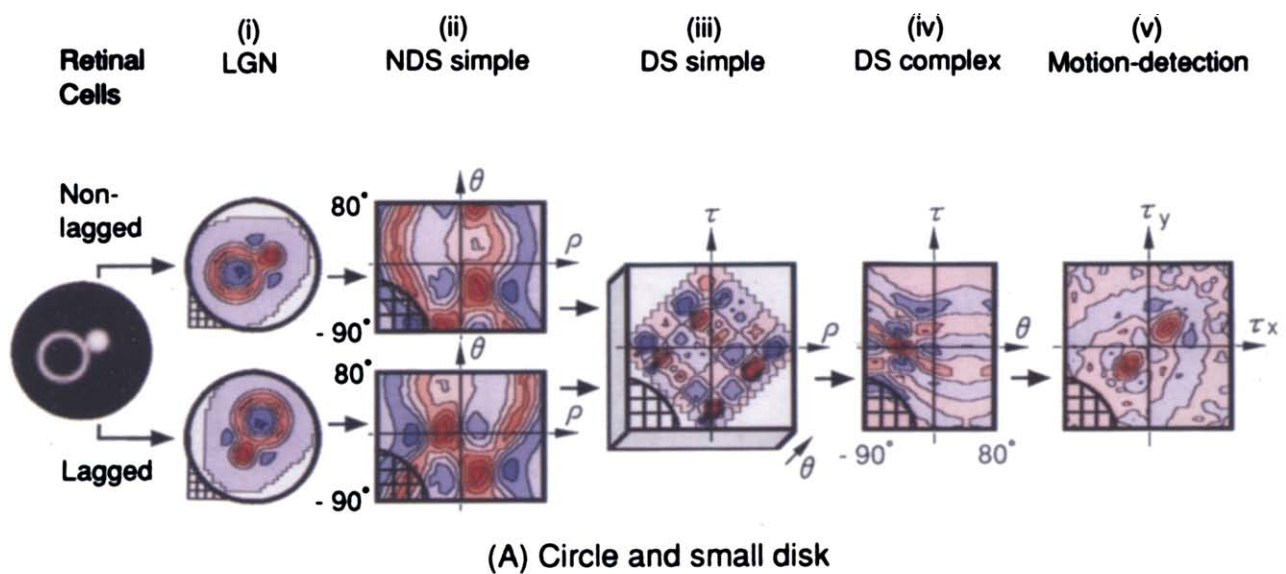 (i)
(ii)
(iii)
(iv)
(v)
Retinal
Cells
LGN
NDS simple
DS simple
DS complex
Motion-detection
Non-
lagged
Lagged
80°
θ
ρ
- 90°
80°
θ
ρ
- 90°
τ
ρ
θ
τ
θ
- 90°
80°
τy
τx
(A) Circle and small disk